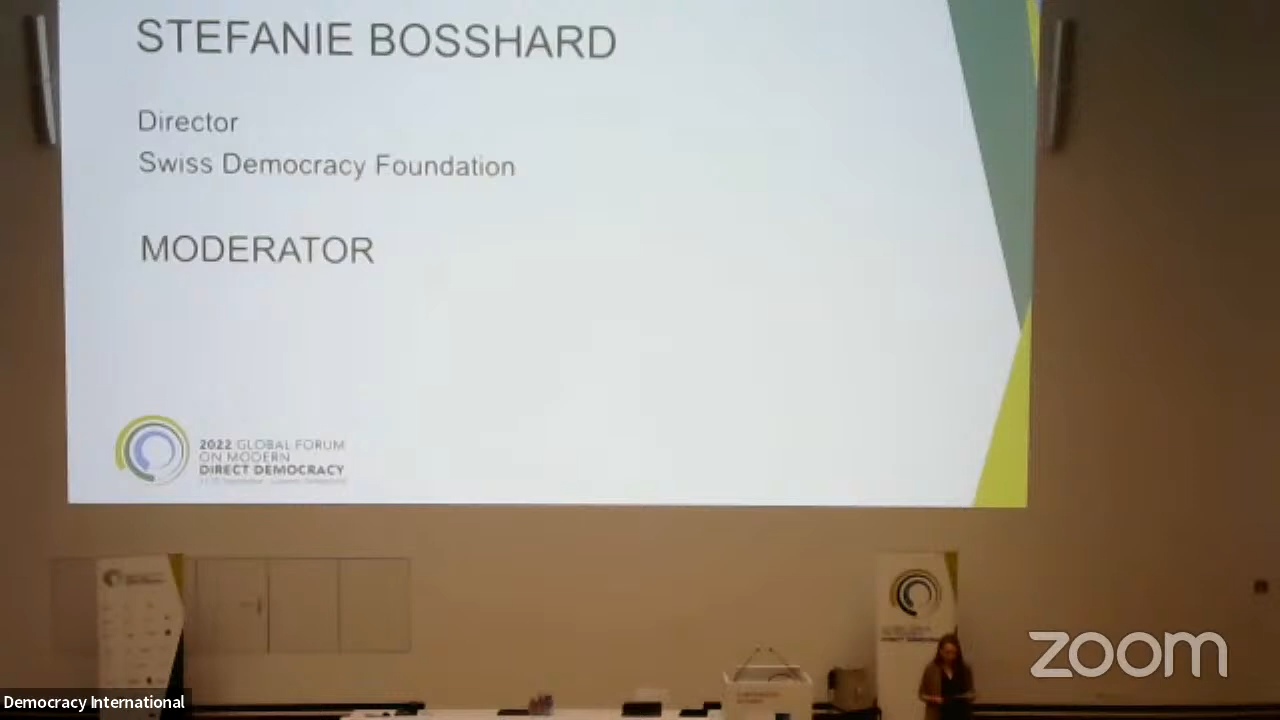 STEFANIE BOSSHARD
Director
Swiss Democracy Foundation
MODERATOR
2022 GLOBAL FORUM
ON MODERN
DIRECT DEMOCRACY
zoom
Democracy International